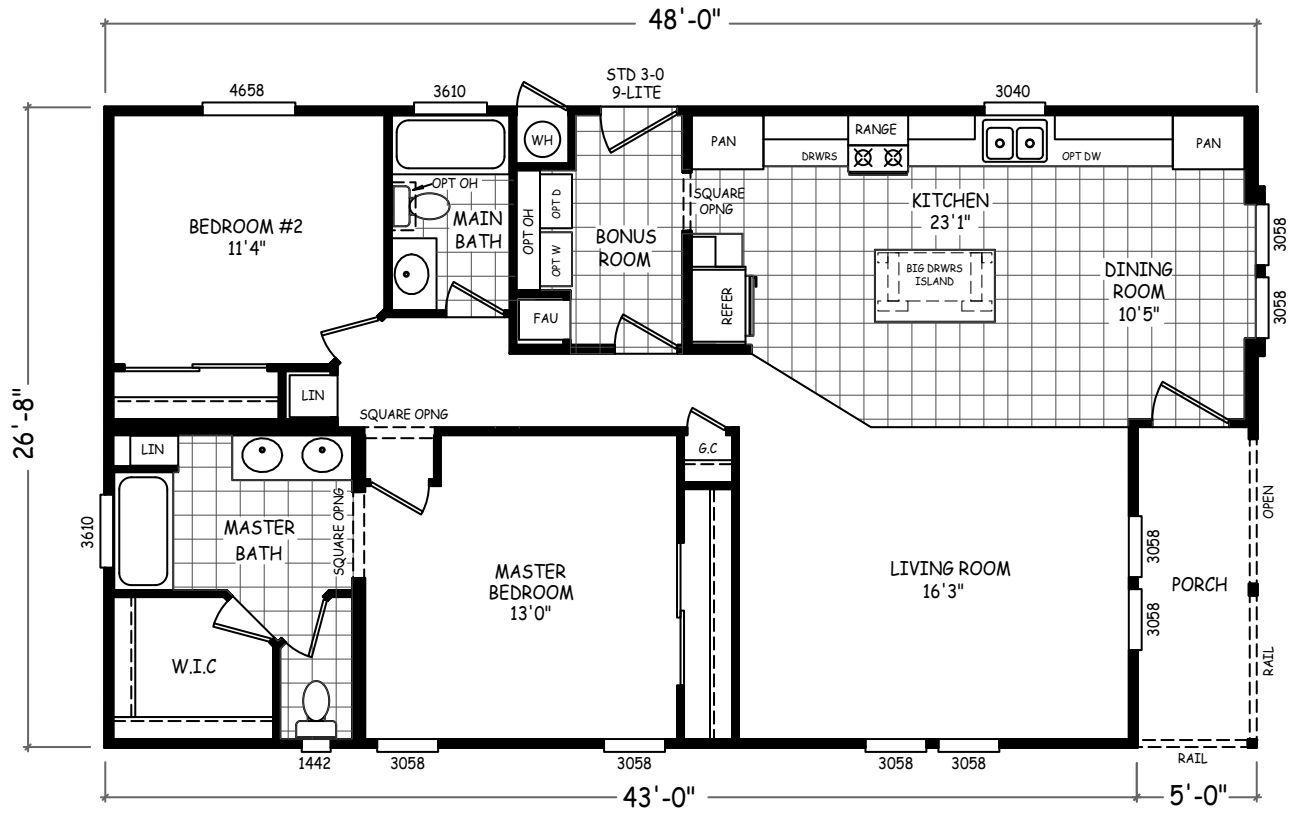 48'-0"
STD 3-0
9-LITE
4658
3610
3040
WH
PAN
RANGE
DRWRS
OPT DW
PAN
OPT OH
MAIN
BATH
OPT OH
OPT D
OPT W
BONUS
ROOM
SQUARE
OPNG
KITCHEN
23'1"
BEDROOM #2
11'4"
BIG DRWRS
ISLAND
DINING
ROOM
10'5"
3058
3058
REFER
FAU
LIN
SQUARE OPNG
26'-8"
LIN
G.C
3610
MASTER
BATH
SQUARE OPNG
MASTER
BEDROOM
13'0"
LIVING ROOM
16'3"
3058
3058
PORCH
OPEN
RAIL
W.I.C
1442
3058
3058
3058
3058
RAIL
43'-0"
5'-0"